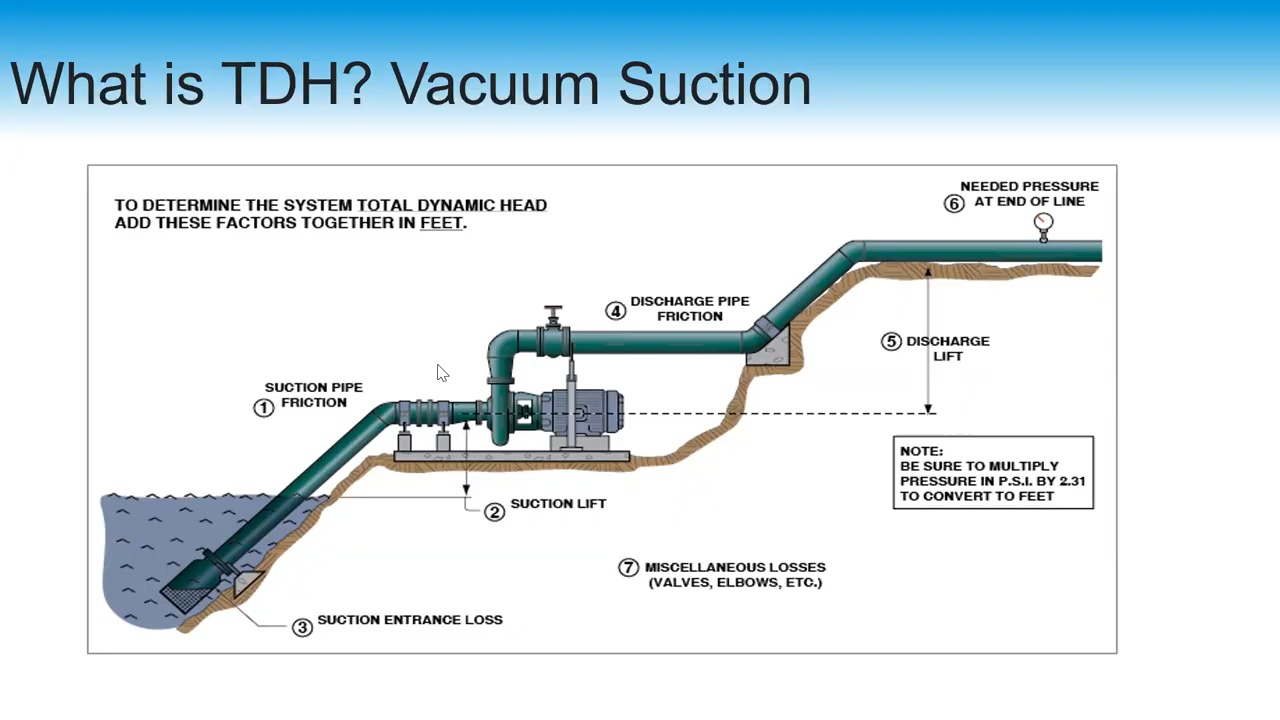 What is TDH? Vacuum Suction
TO DETERMINE THE SYSTEM TOTAL DYNAMIC HEAD
ADD THESE FACTORS TOGETHER IN FEET.
NEEDED PRESSURE
6 AT END OF LINE
4 DISCHARGE PIPE
FRICTION
5 DISCHARGE
LIFT
SUCTION PIPE
1 FRICTION
NOTE:
BE SURE TO MULTIPLY
PRESSURE IN P.S.I. BY 2.31
TO CONVERT TO FEET
2 SUCTION LIFT
7 MISCELLANEOUS LOSSES
(VALVES, ELBOWS, ETC.)
3 SUCTION ENTRANCE LOSS